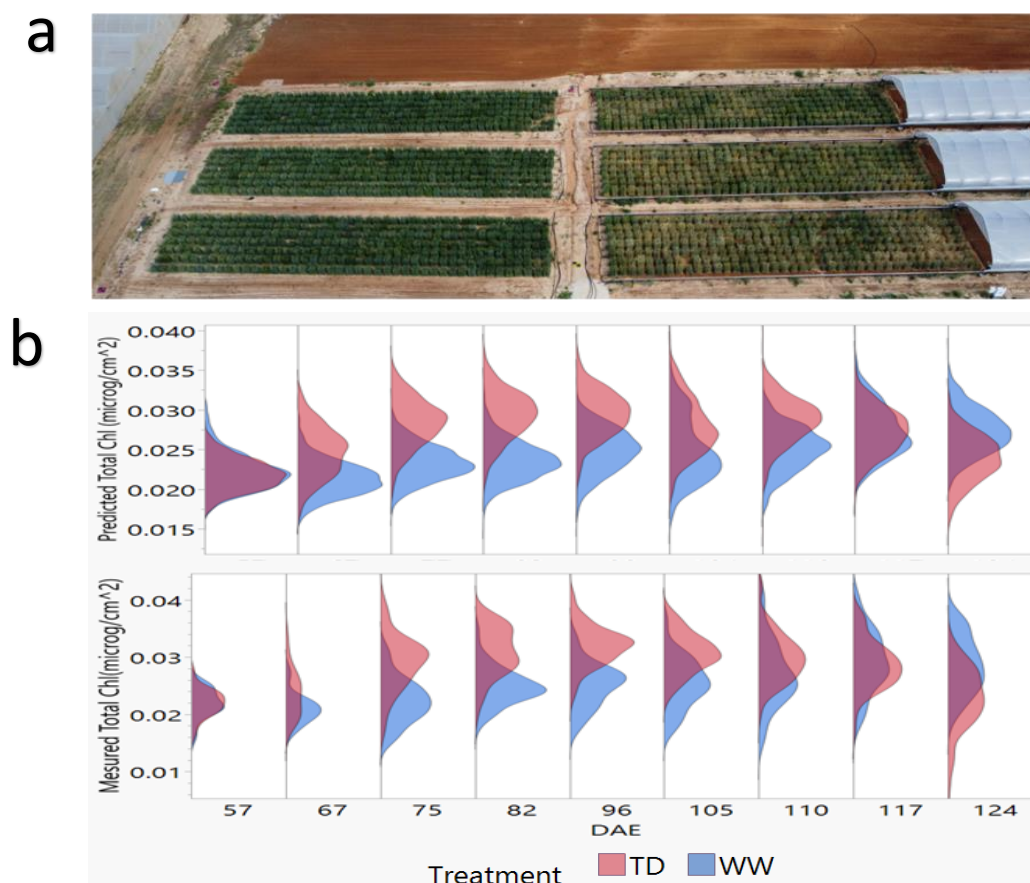 a
b
Predicted Total Chl (microg/cm^2)
0.040
0.035
0.030
0.025
0.020
0.015
Mesured Total Chl(microg/cm^2)
0.04
0.03
0.02
0.01
57 67 75 82 96 105 110 117 124
DAE
Treatment TD WW